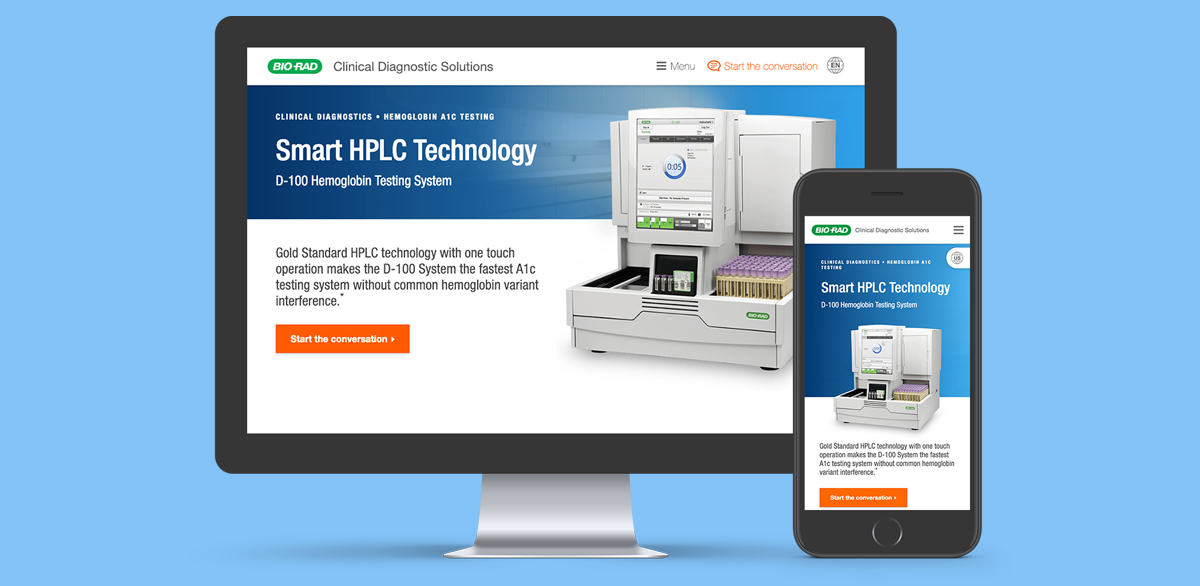 BIO-RAD Clinical Diagnostic Solutions
Menu
Start the conversation
EN
CLINICAL DIAGNOSTICS • HEMOGLOBIN A1C TESTING
Smart HPLC Technology
D-100 Hemoglobin Testing System
Gold Standard HPLC technology with one touch
operation makes the D-100 System the fastest A1c
testing system without common hemoglobin variant
interference.*
Start the conversation
0:05
BIO-RAD
BIO-RAD Clinical Diagnostic Solutions
US
CLINICAL DIAGNOSTICS • HEMOGLOBIN A1C
TESTING
Smart HPLC Technology
D-100 Hemoglobin Testing System
Gold Standard HPLC technology with one touch
operation makes the D-100 System the fastest
A1c testing system without common hemoglobin
variant interference.*
Start the conversation